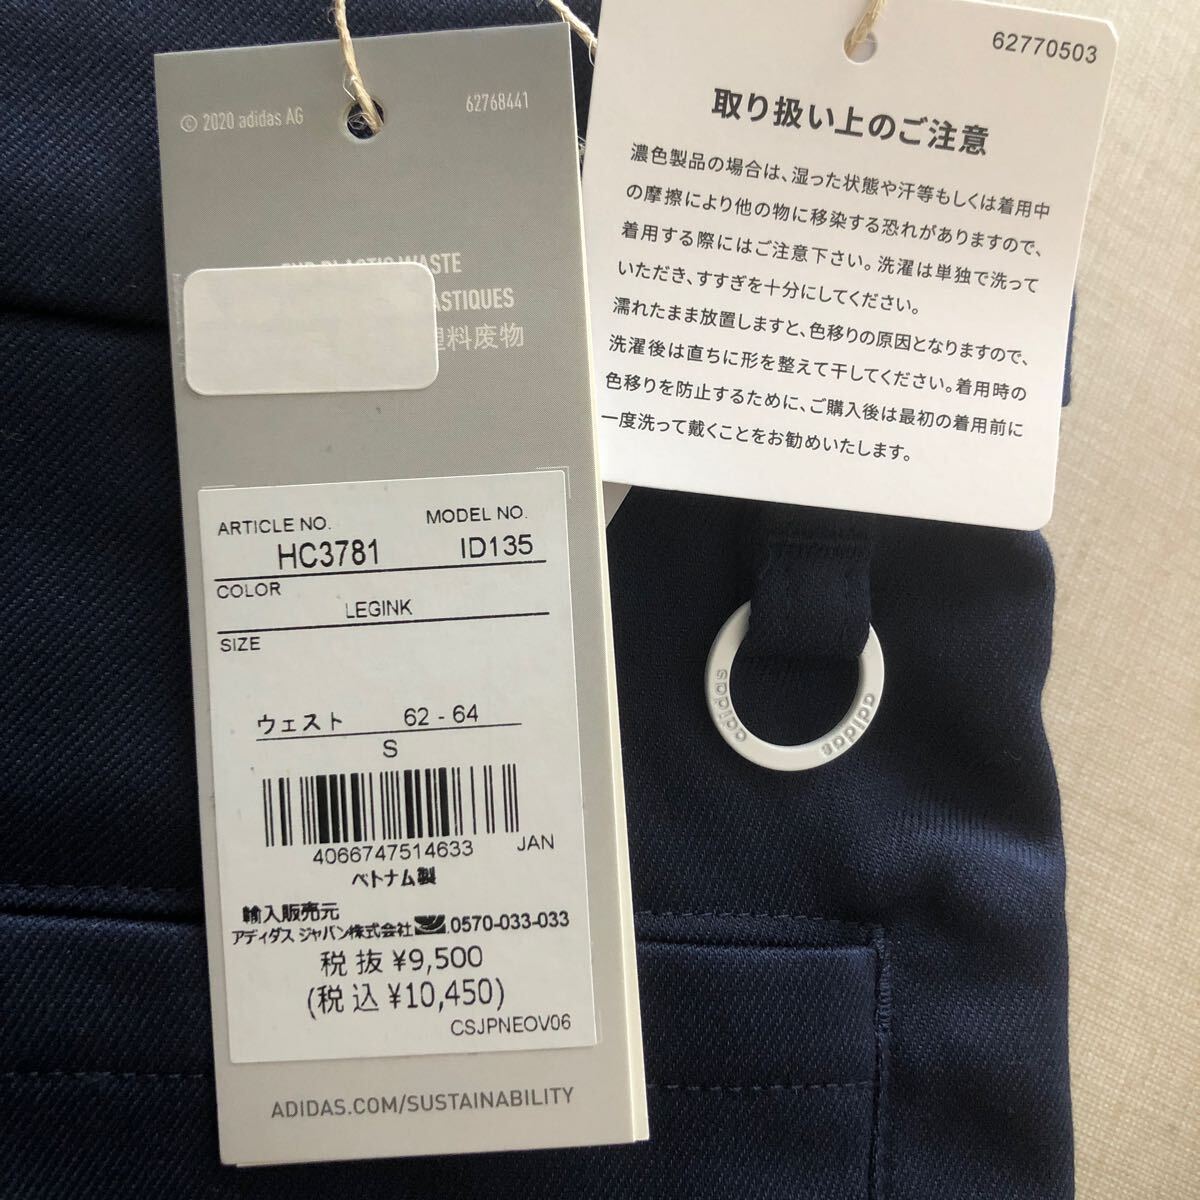 © 2020 adidas AG
62768441
WASTE
ASTIQUES
料废物
ARTICLE NO.
MODEL NO.
HC3781
ID135
COLOR
LEGINK
SIZE
ウェスト 62 - 64
S
4066747514633
JAN
ベトナム製
輸入販売元
アディダス ジャパン株式会社 0570-033-033
税抜 ¥9,500
(税込 ¥10,450)
CSJPNEOV06
ADIDAS.COM/SUSTAINABILITY
62770503
取り扱い上のご注意
濃色製品の場合は、湿った状態や汗等もしくは着用中
の摩擦により他の物に移染する恐れがありますので、
着用する際にはご注意下さい。洗濯は単独で洗って
いただき、すすぎを十分にしてください。
濡れたまま放置しますと、色移りの原因となりますので、
洗濯後は直ちに形を整えて干してください。着用時の
色移りを防止するために、ご購入後は最初の着用前に
一度洗って戴くことをお勧めいたします。
adidas
adidas